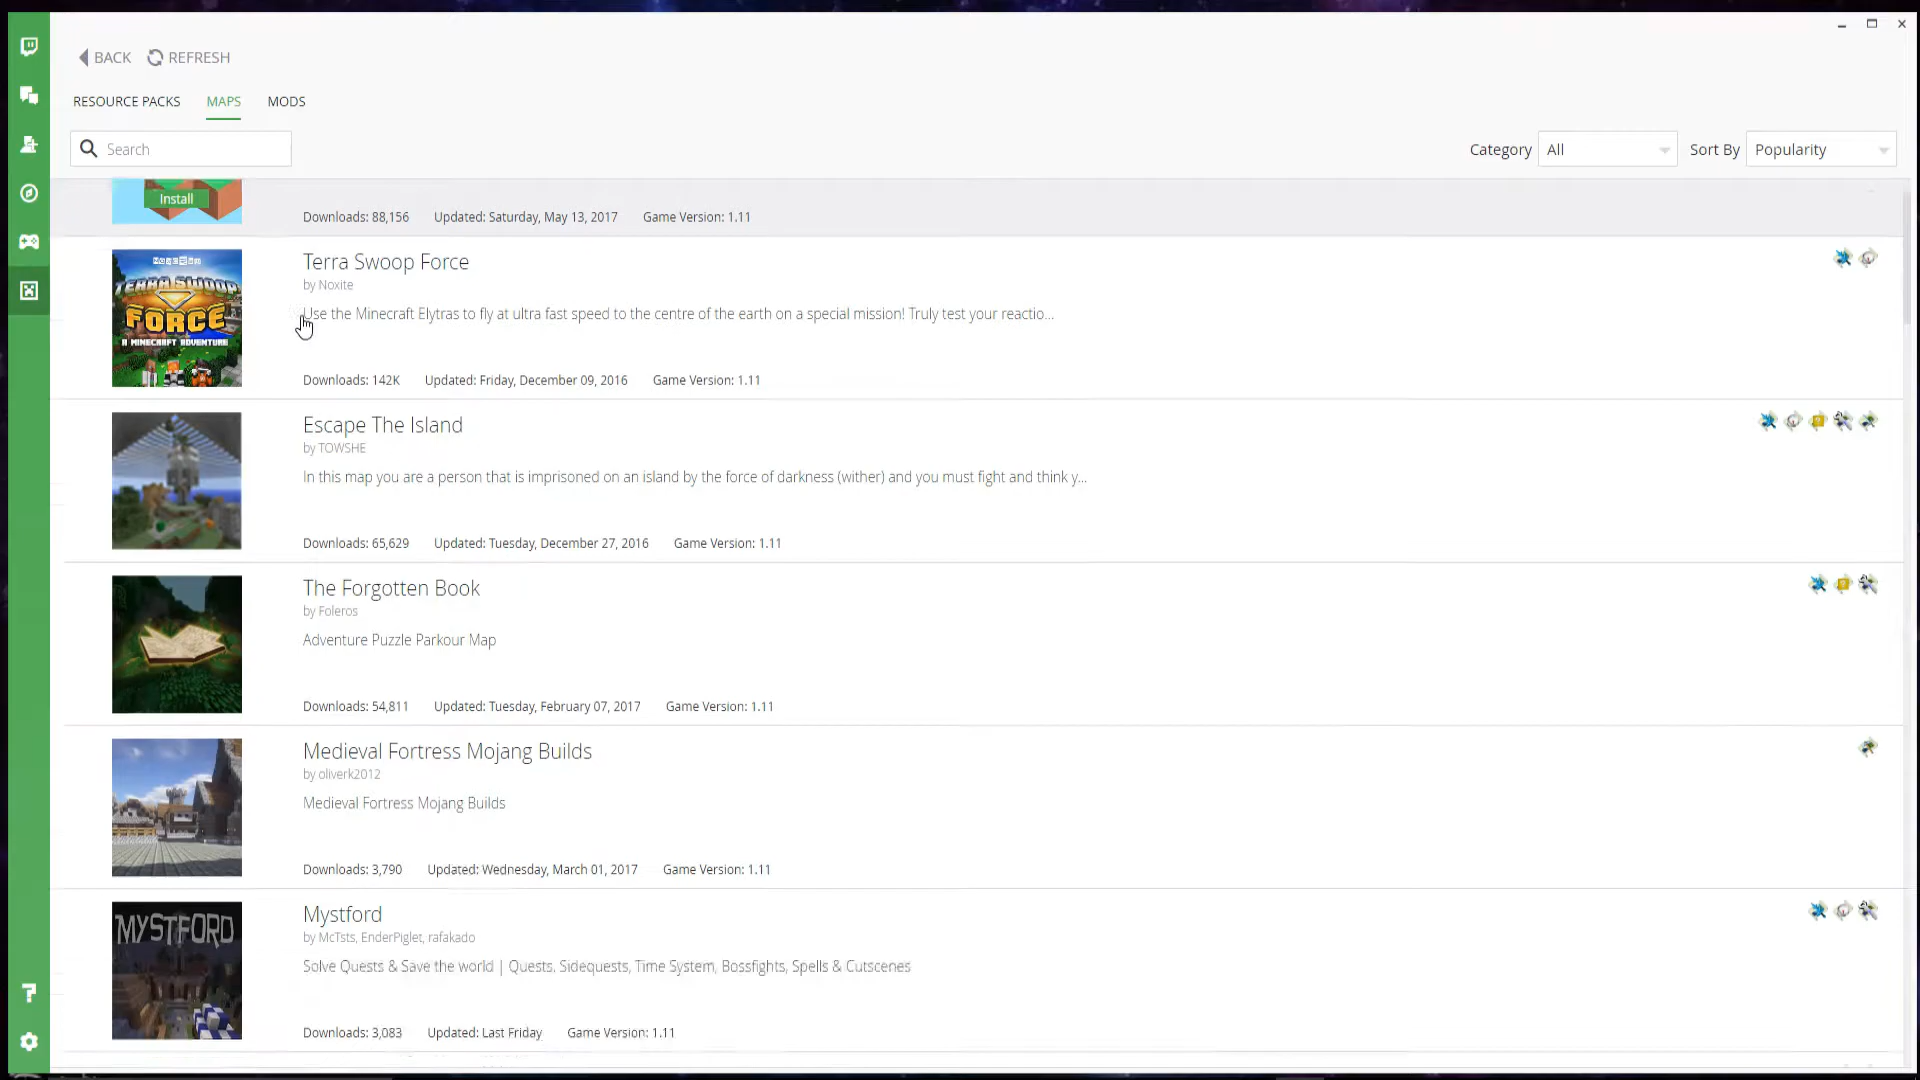 BACK REFRESH
RESOURCE PACKS MAPS MODS
Search
Category All Sort By Popularity
Install
Downloads: 88,156 Updated: Saturday, May 13, 2017 Game Version: 1.11
TERRA SWOOP
FORCE
A MINECRAFT ADVENTURE
Terra Swoop Force
by Noxite
Use the Minecraft Elytras to fly at ultra fast speed to the centre of the earth on a special mission! Truly test your reactio...
Downloads: 142K Updated: Friday, December 09, 2016 Game Version: 1.11
Escape The Island
by TOWSHE
In this map you are a person that is imprisoned on an island by the force of darkness (wither) and you must fight and think y...
Downloads: 65,629 Updated: Tuesday, December 27, 2016 Game Version: 1.11
The Forgotten Book
by Foleros
Adventure Puzzle Parkour Map
Downloads: 54,811 Updated: Tuesday, February 07, 2017 Game Version: 1.11
Medieval Fortress Mojang Builds
by oliverk2012
Medieval Fortress Mojang Builds
Downloads: 3,790 Updated: Wednesday, March 01, 2017 Game Version: 1.11
MYSTFORD
Mystford
by McTsts, EnderPiglet, rafakado
Solve Quests & Save the world | Quests, Sidequests, Time System, Bossfights, Spells & Cutscenes
Downloads: 3,083 Updated: Last Friday Game Version: 1.11